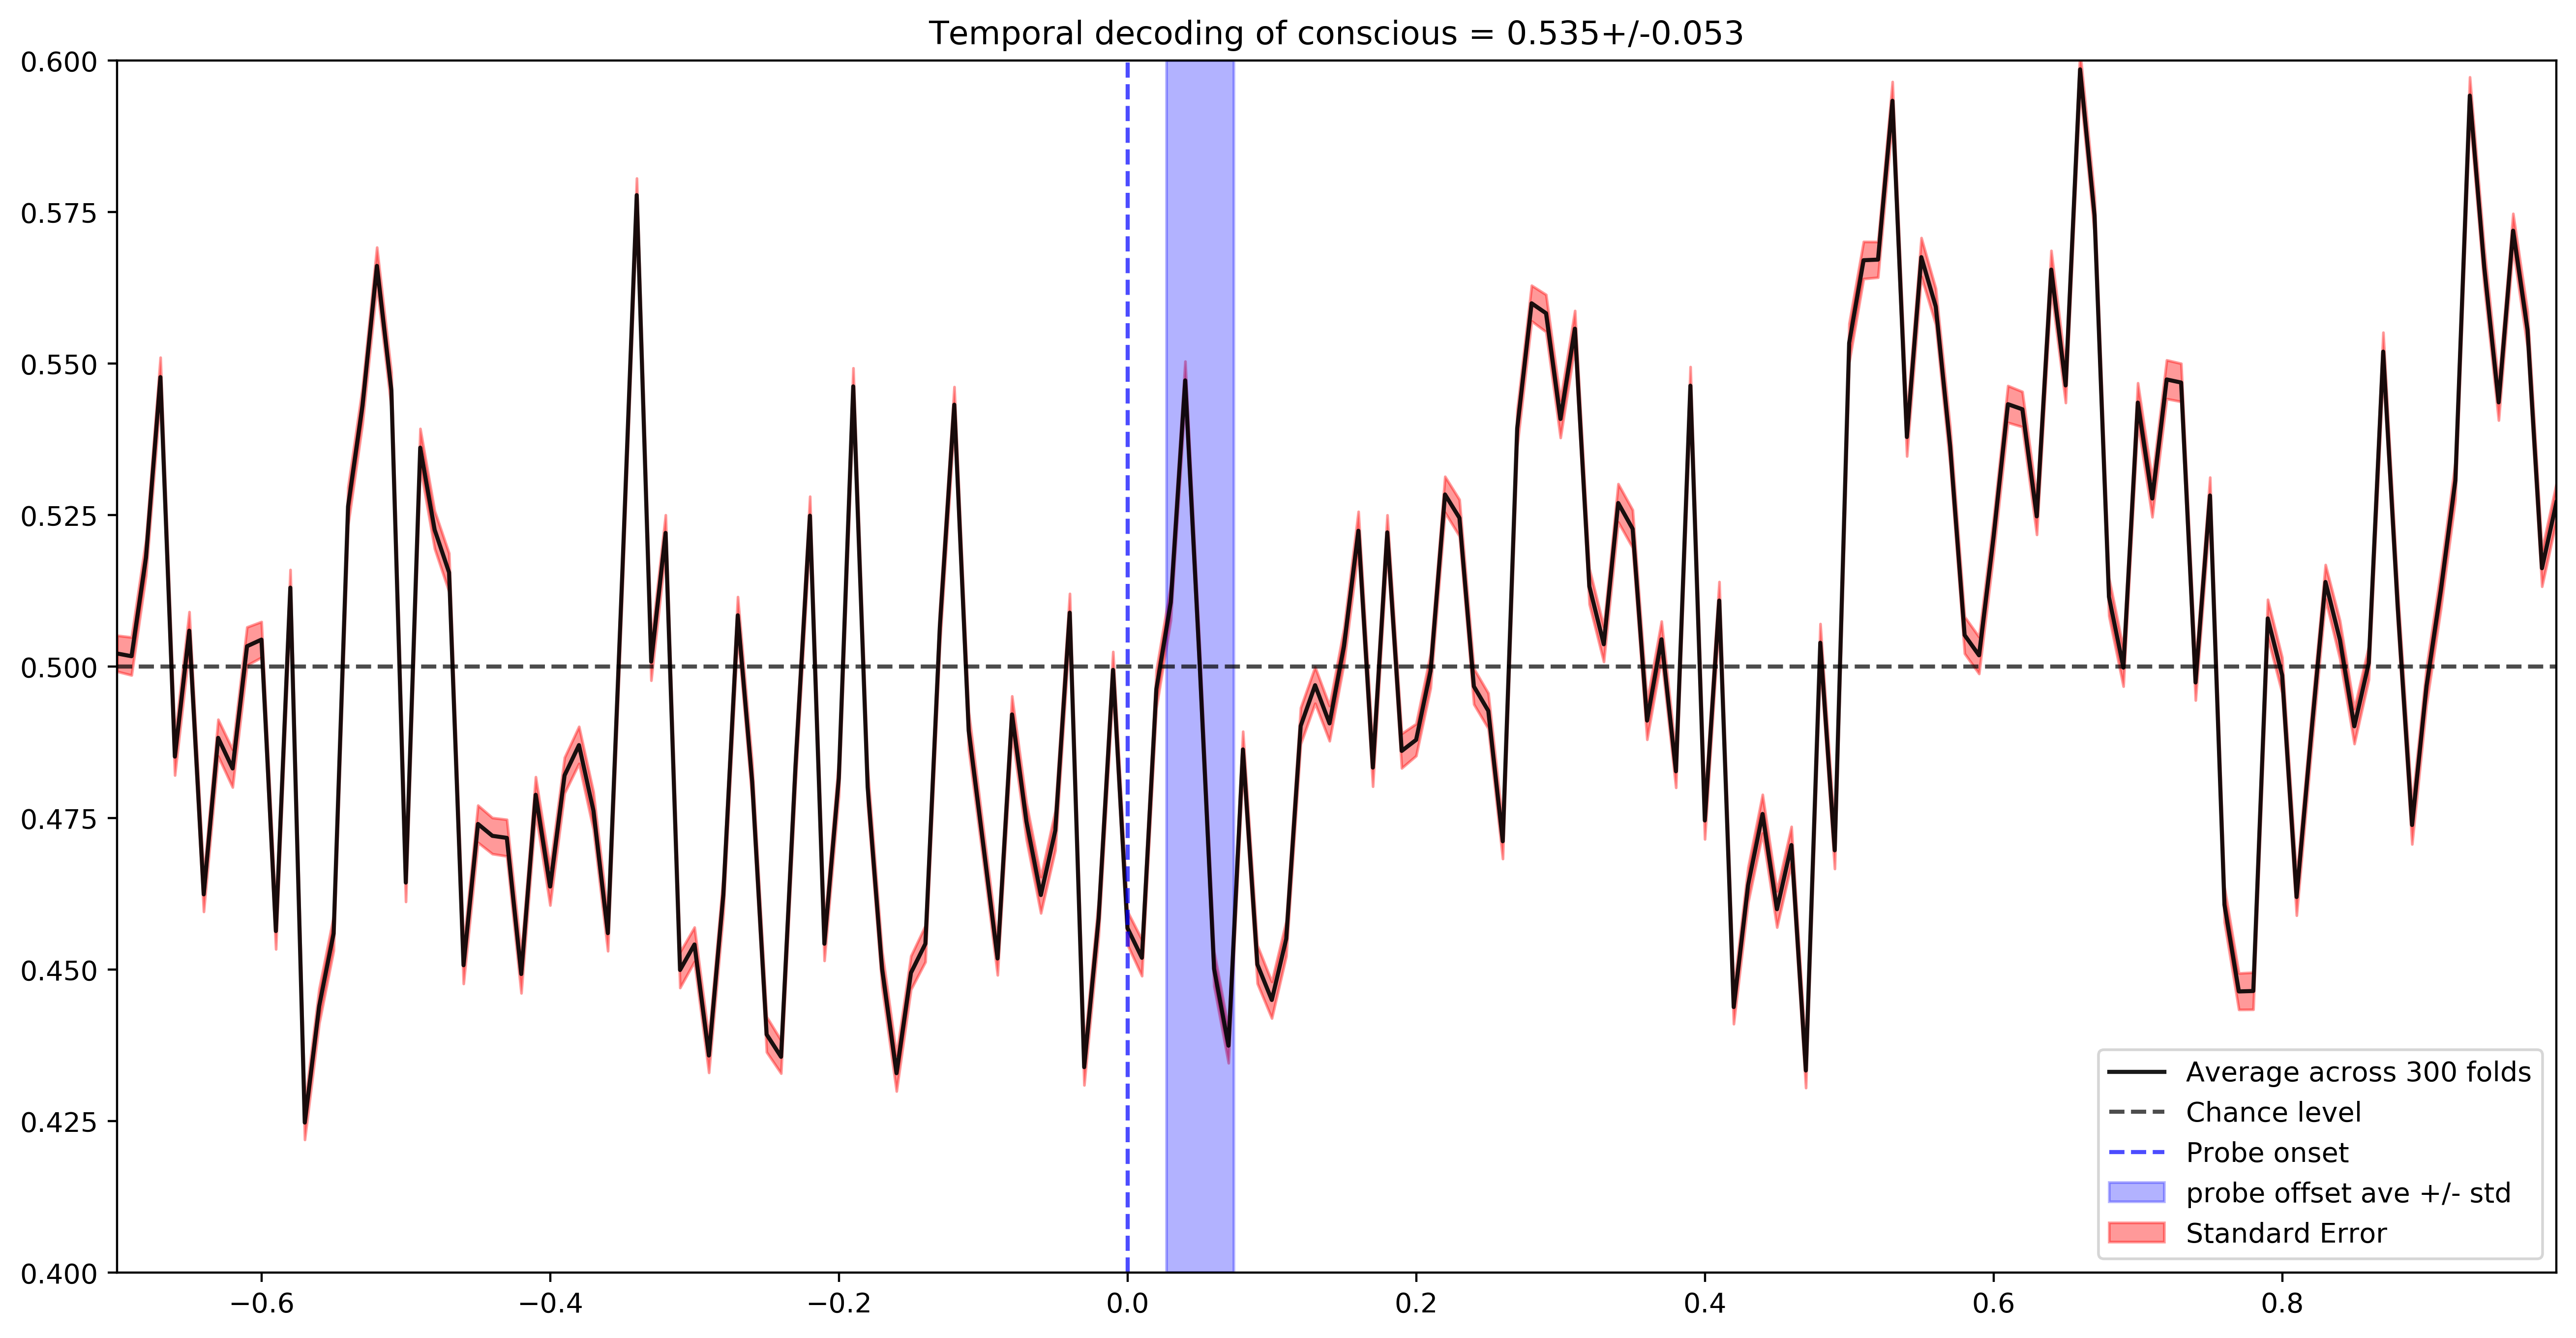 Temporal decoding of conscious = 0.535+/-0.053
0.600
0.575
0.550
0.525
0.500
0.475
0.450
0.425
0.400
−0.6 −0.4 −0.2 0.0 0.2 0.4 0.6 0.8
Average across 300 folds
Chance level
Probe onset
probe offset ave +/- std
Standard Error